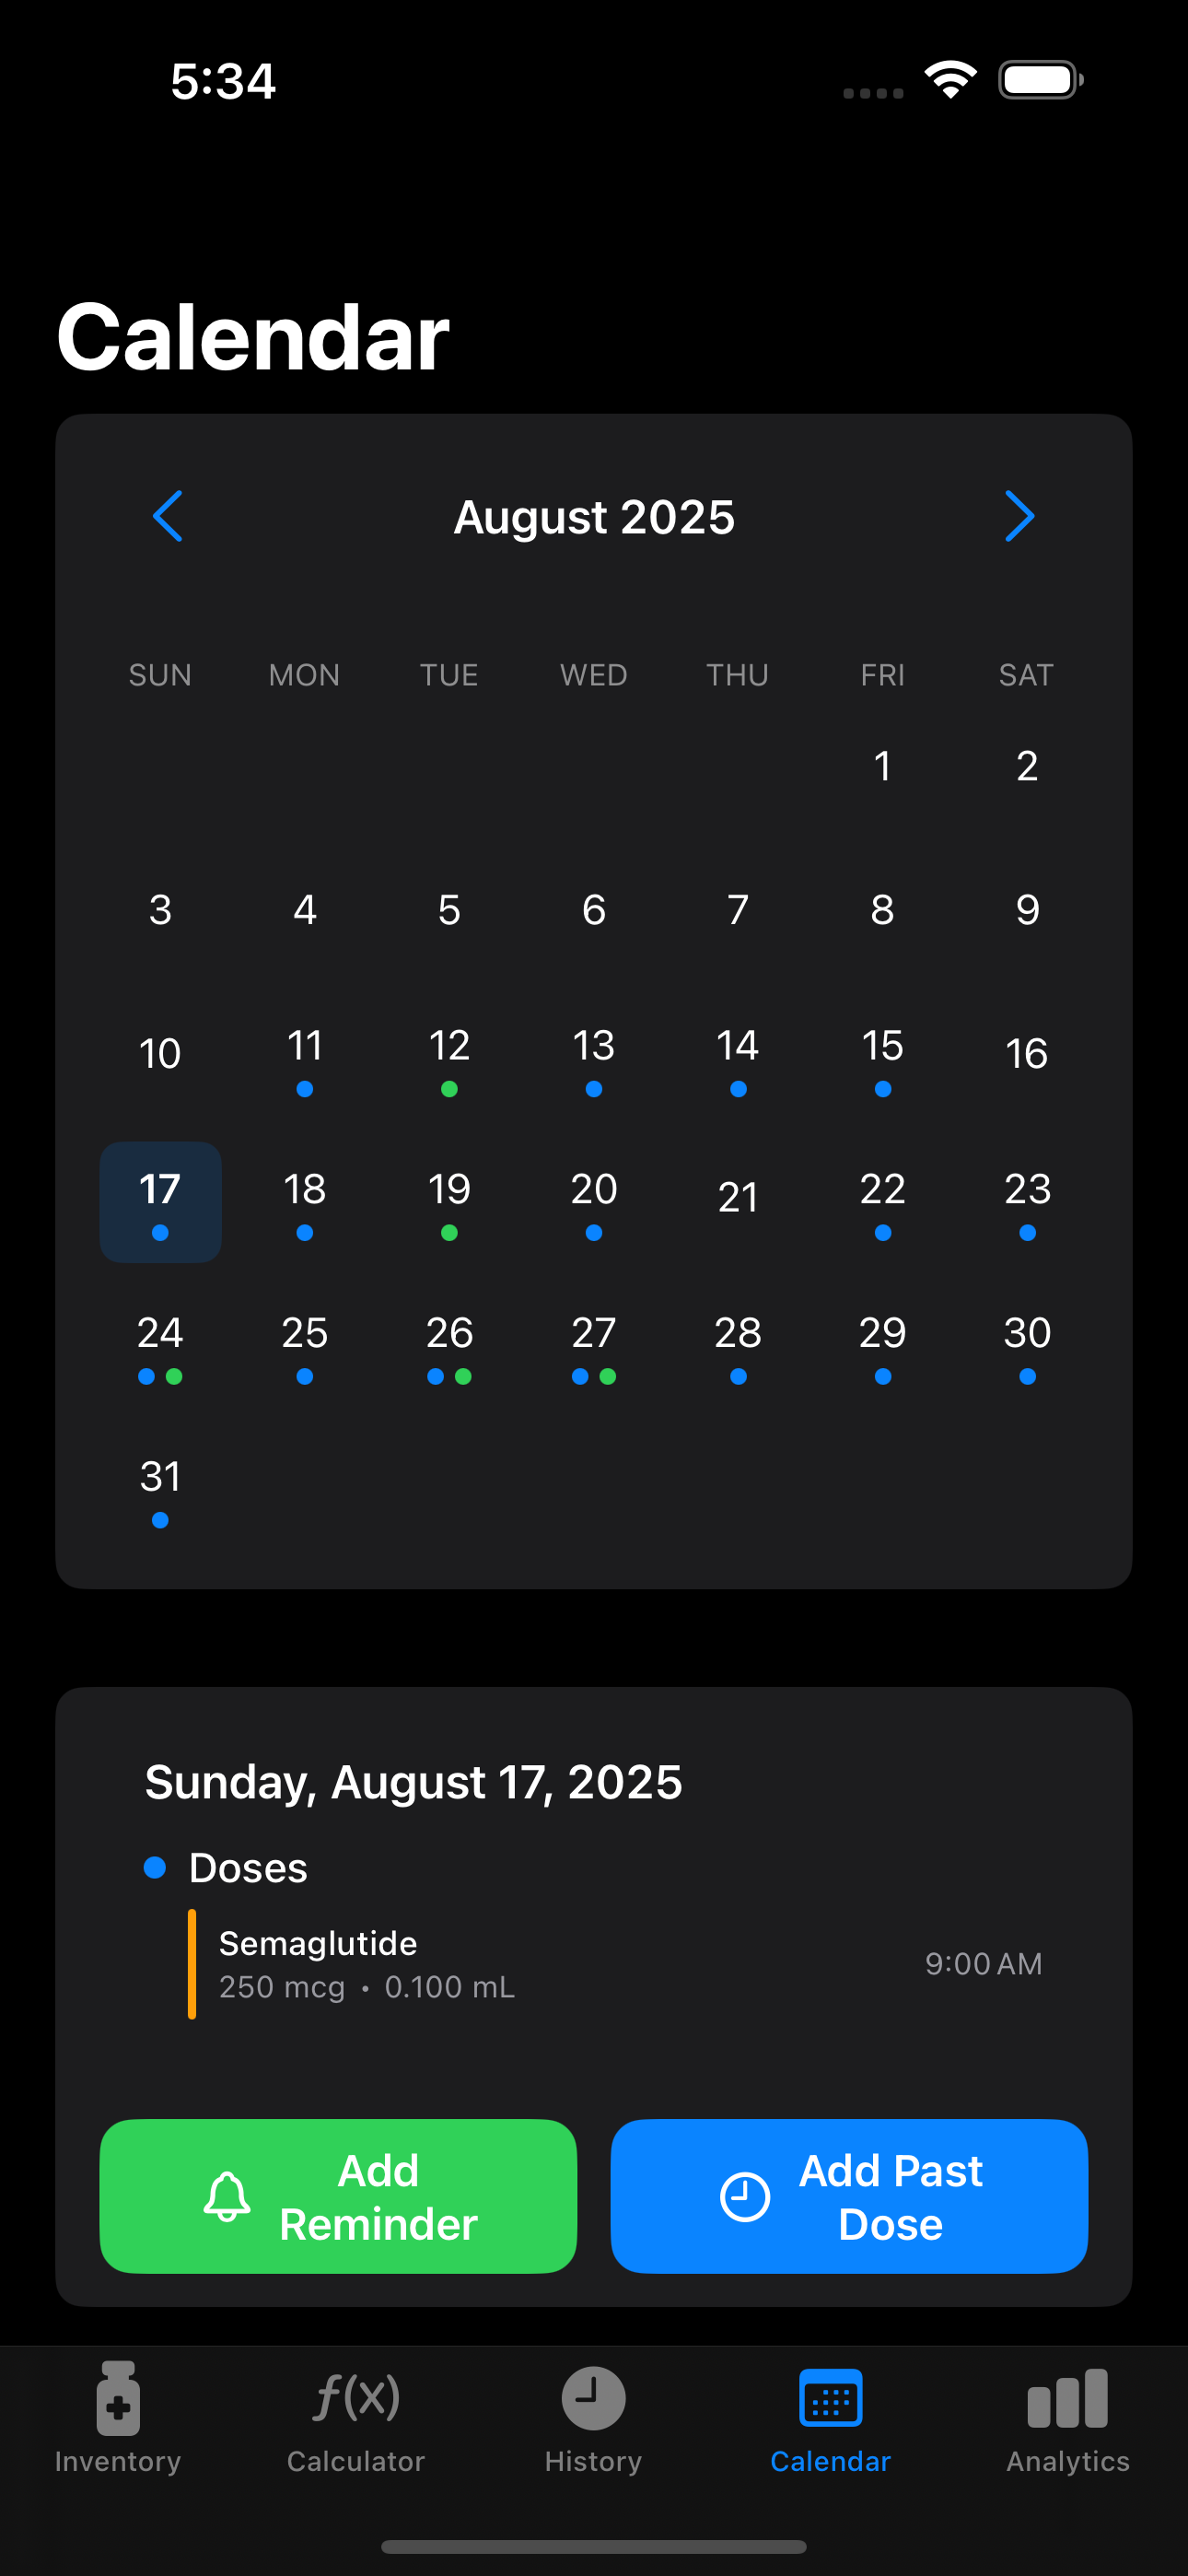 5:34
Calendar
August 2025
SUN MON TUE WED THU FRI SAT
1 2
3 4 5 6 7 8 9
10 11 12 13 14 15 16
17 18 19 20 21 22 23
24 25 26 27 28 29 30
31
Sunday, August 17, 2025
Doses
Semaglutide
250 mcg • 0.100 mL
9:00 AM
Add
Reminder
Add Past
Dose
f(x)
Inventory Calculator History Calendar Analytics